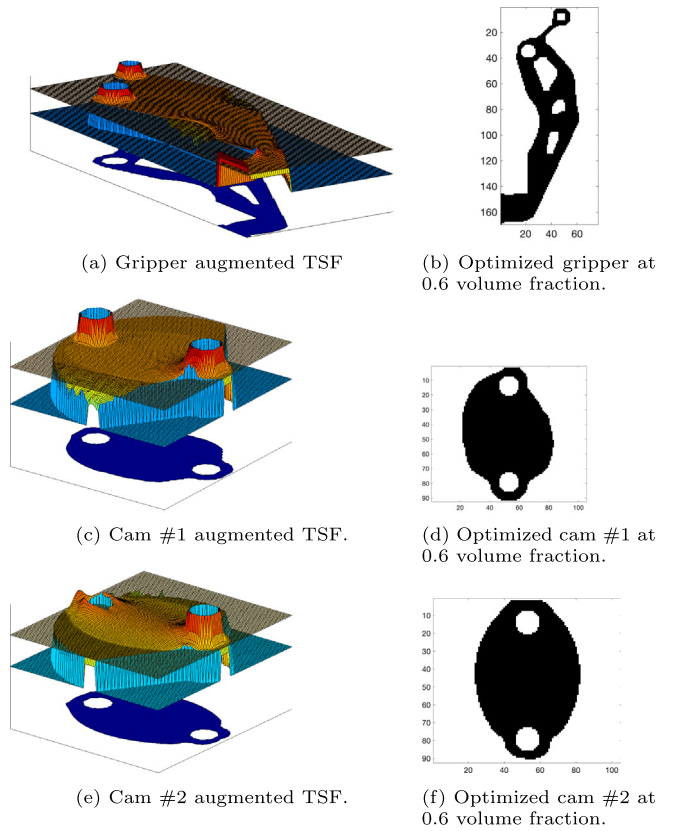 20
40
60
80
100
120
140
160
20 40 60
(a) Gripper augmented TSF
(b) Optimized gripper at
0.6 volume fraction.
10
20
30
40
50
60
70
80
90
20 40 60 80 100
(c) Cam #1 augmented TSF.
(d) Optimized cam #1 at
0.6 volume fraction.
10
20
30
40
50
60
70
80
90
20 40 60 80 100
(e) Cam #2 augmented TSF.
(f) Optimized cam #2 at
0.6 volume fraction.